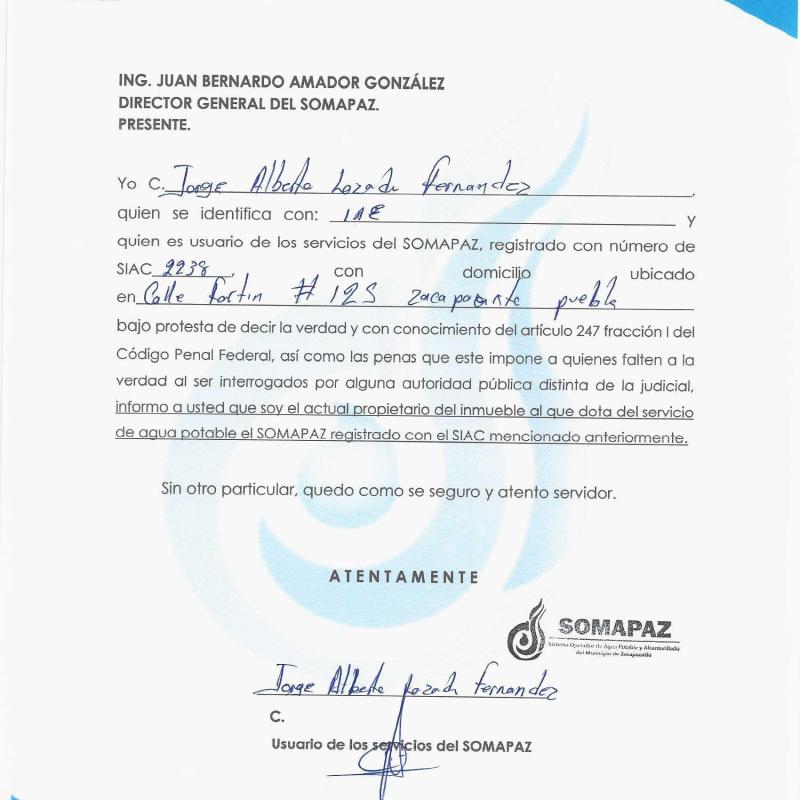 ING. JUAN BERNARDO AMADOR GONZÁLEZ
DIRECTOR GENERAL DEL SOMAPAZ.
PRESENTE.
Yo C. Jorge Alberto Lozada Fernandez,
quien se identifica con: INE y
quien es usuario de los servicios del SOMAPAZ, registrado con número de
SIAC 2238, con domicilio ubicado
en Calle Fortin # 125 zacapoaxtla puebla
bajo protesta de decir la verdad y con conocimiento del artículo 247 fracción I del
Código Penal Federal, así como las penas que este impone a quienes falten a la
verdad al ser interrogados por alguna autoridad pública distinta de la judicial,
informo a usted que soy el actual propietario del inmueble al que dota del servicio
de agua potable el SOMAPAZ registrado con el SIAC mencionado anteriormente.
Sin otro particular, quedo como se seguro y atento servidor.
ATENTAMENTE
SOMAPAZ
Sistema Operador de Agua Potable y Alcantarillado
del Municipio de Zacapoaxtla
Jorge Alberto Lozada Fernandez
C.
Usuario de los servicios del SOMAPAZ